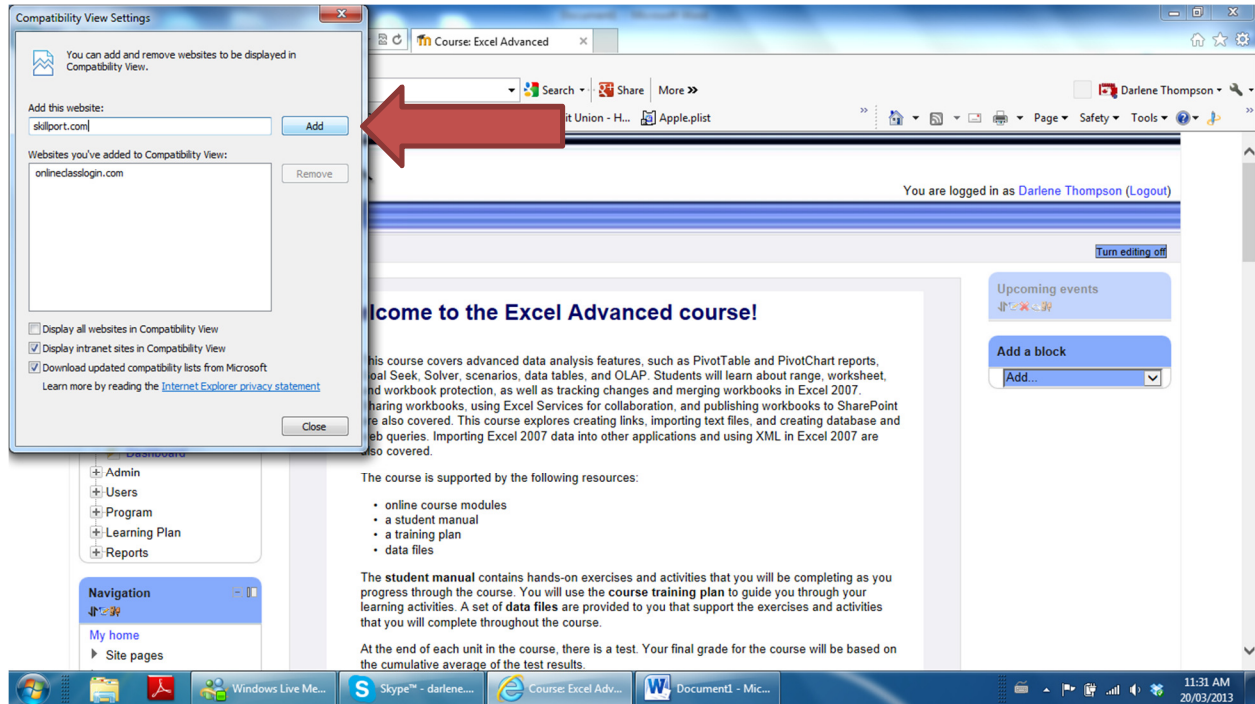 Compatibility View Settings
x
You can add and remove websites to be displayed in
Compatibility View.
Add this website:
skillport.com
Add
Websites you've added to Compatibility View:
onlineclasslogin.com
Remove
Display all websites in Compatibility View
Display intranet sites in Compatibility View
Download updated compatibility lists from Microsoft
Learn more by reading the Internet Explorer privacy statement
Close
Document1 - Microsoft Word
Course: Excel Advanced
Search
Share
More »
Darlene Thompson
it Union - H...
Apple.plist
Page
Safety
Tools
You are logged in as Darlene Thompson (Logout)
Turn editing off
lcome to the Excel Advanced course!
his course covers advanced data analysis features, such as PivotTable and PivotChart reports,
oal Seek, Solver, scenarios, data tables, and OLAP. Students will learn about range, worksheet,
nd workbook protection, as well as tracking changes and merging workbooks in Excel 2007.
haring workbooks, using Excel Services for collaboration, and publishing workbooks to SharePoint
re also covered. This course explores creating links, importing text files, and creating database and
eb queries. Importing Excel 2007 data into other applications and using XML in Excel 2007 are
lso covered.
The course is supported by the following resources:
• online course modules
• a student manual
• a training plan
• data files
The student manual contains hands-on exercises and activities that you will be completing as you
progress through the course. You will use the course training plan to guide you through your
learning activities. A set of data files are provided to you that support the exercises and activities
that you will complete throughout the course.
At the end of each unit in the course, there is a test. Your final grade for the course will be based on
the cumulative average of the test results.
Upcoming events
Add a block
Add...
Dashboard
Admin
Users
Program
Learning Plan
Reports
Navigation
My home
Site pages
Windows Live Me...
Skype™ - darlene....
Course: Excel Adv...
Document1 - Mic...
11:31 AM
20/03/2013